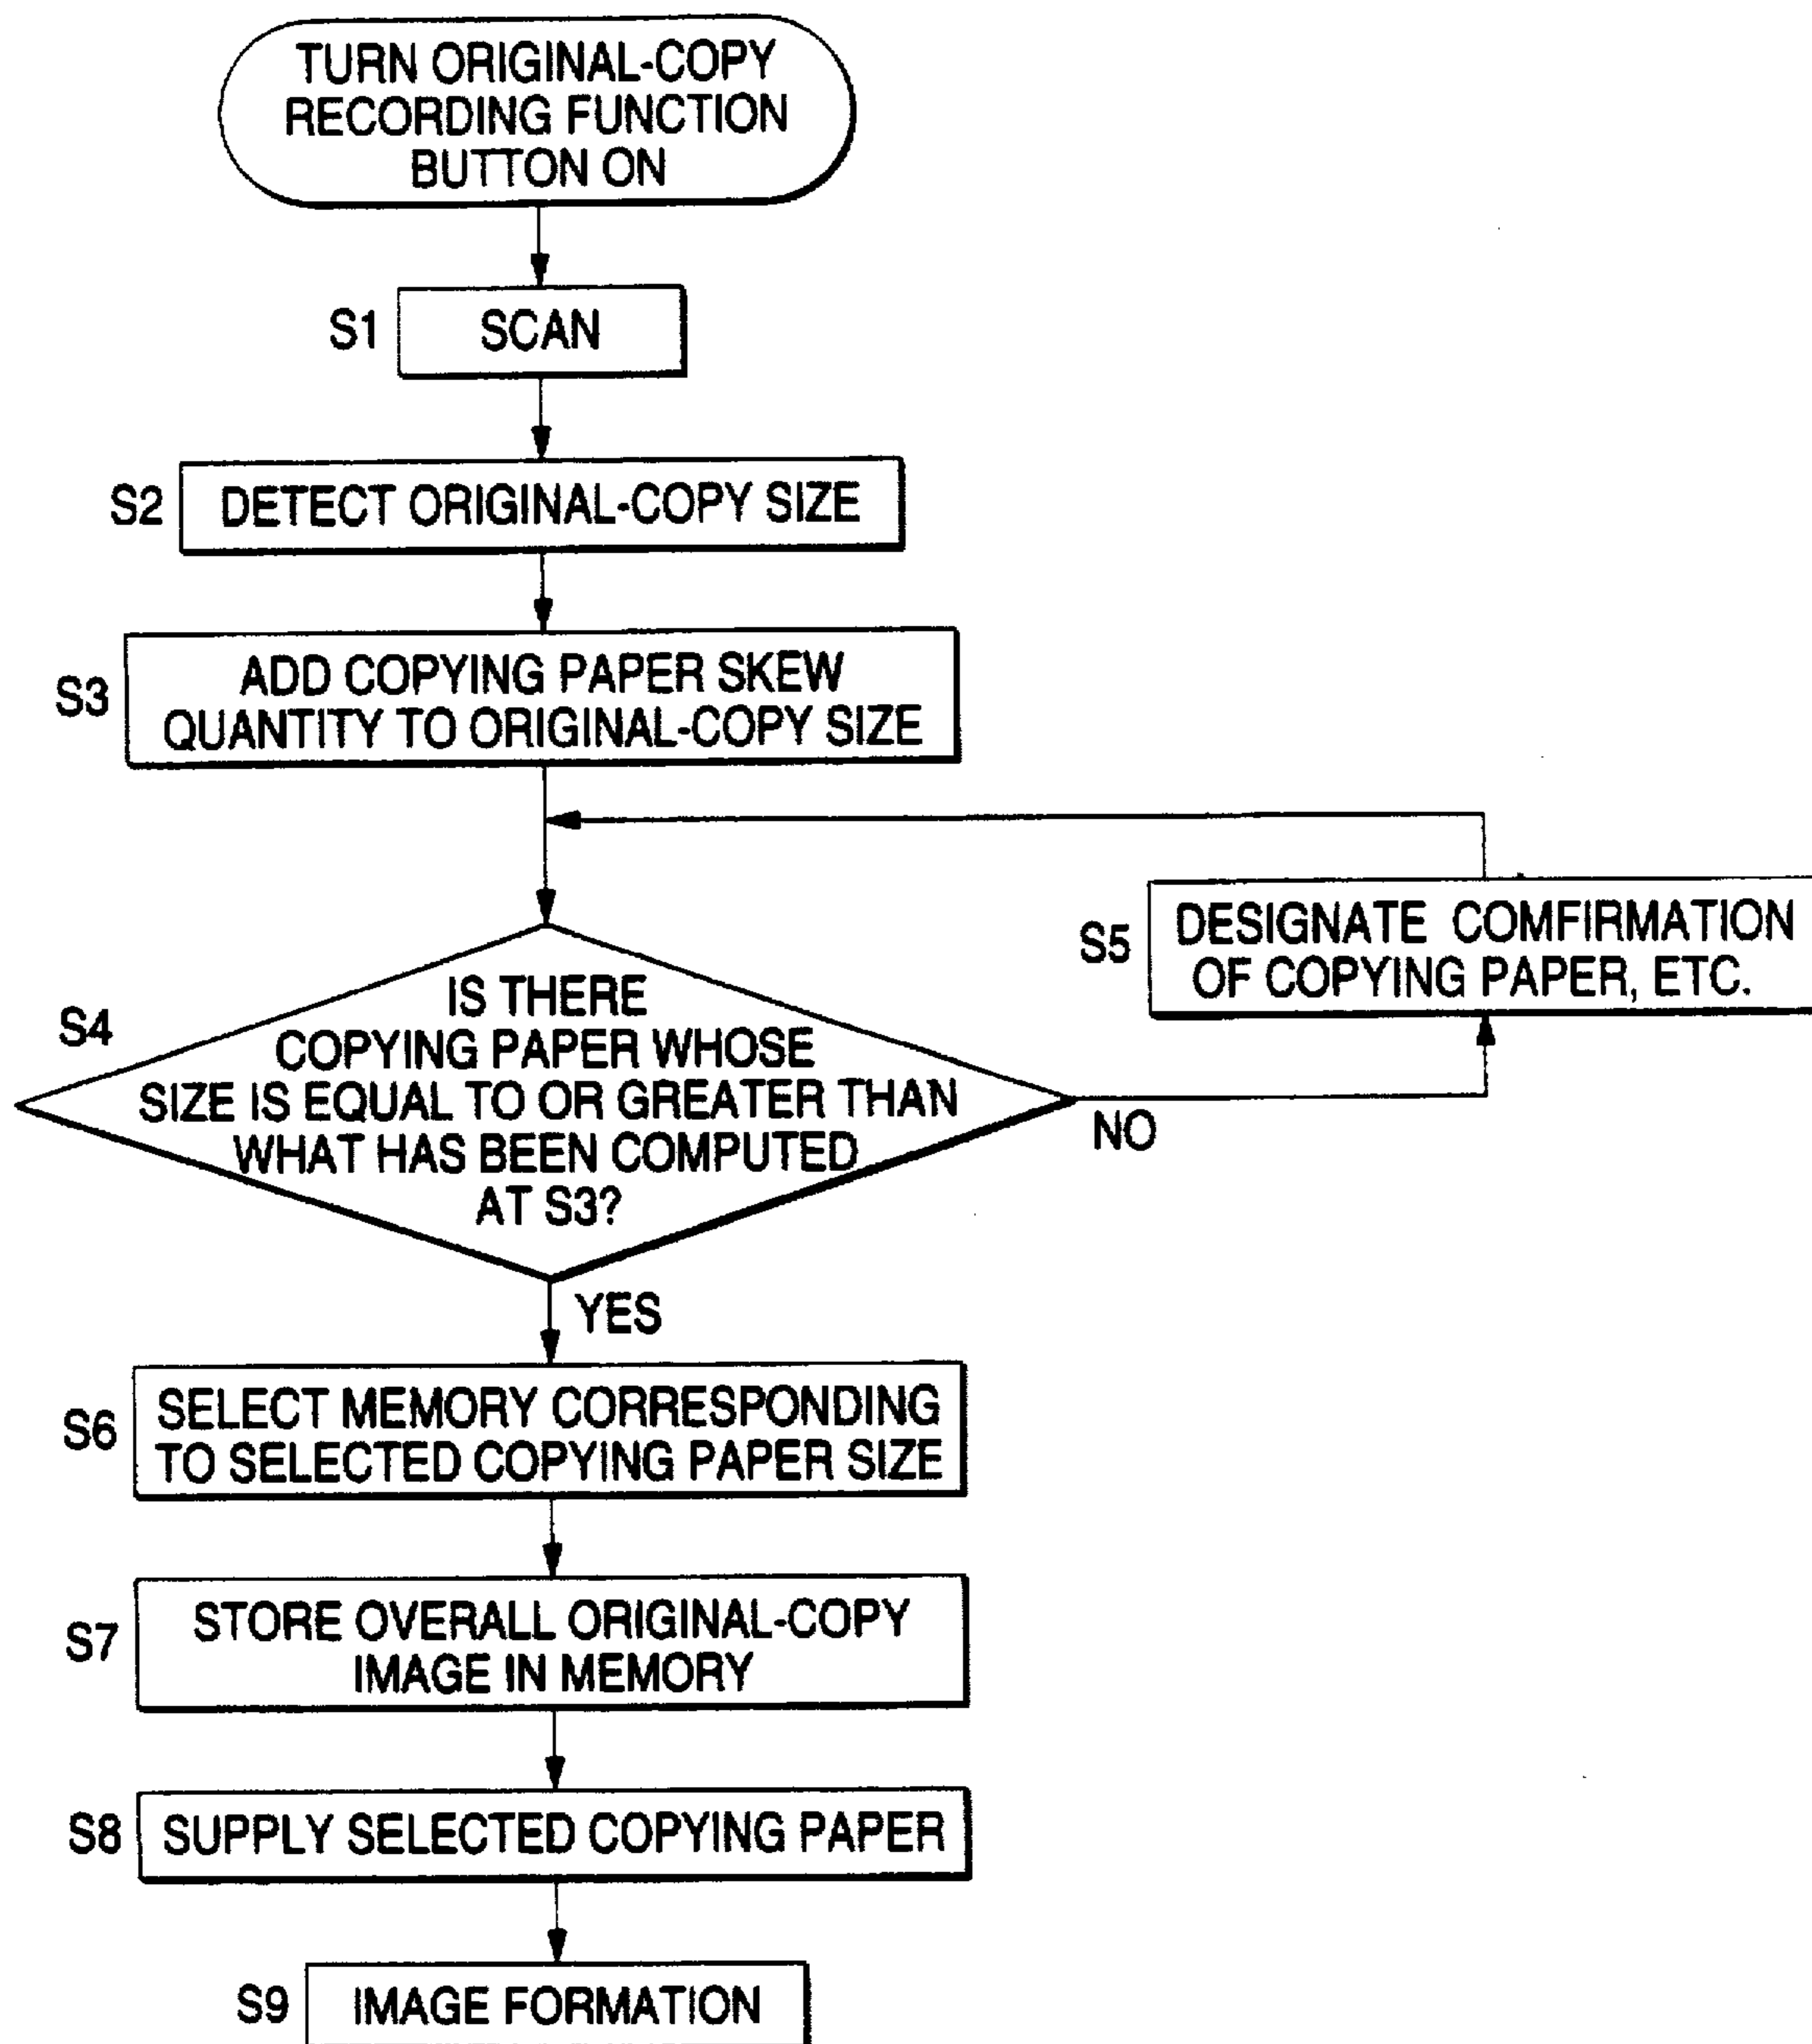 TURN ORIGINAL-COPY
RECORDING FUNCTION
BUTTON ON
S1
SCAN
S2
DETECT ORIGINAL-COPY SIZE
S3
ADD COPYING PAPER SKEW
QUANTITY TO ORIGINAL-COPY SIZE
S5
DESIGNATE COMFIRMATION
OF COPYING PAPER, ETC.
S4
IS THERE
COPYING PAPER WHOSE
SIZE IS EQUAL TO OR GREATER THAN
WHAT HAS BEEN COMPUTED
AT S3?
NO
YES
S6
SELECT MEMORY CORRESPONDING
TO SELECTED COPYING PAPER SIZE
S7
STORE OVERALL ORIGINAL-COPY
IMAGE IN MEMORY
S8
SUPPLY SELECTED COPYING PAPER
S9
IMAGE FORMATION